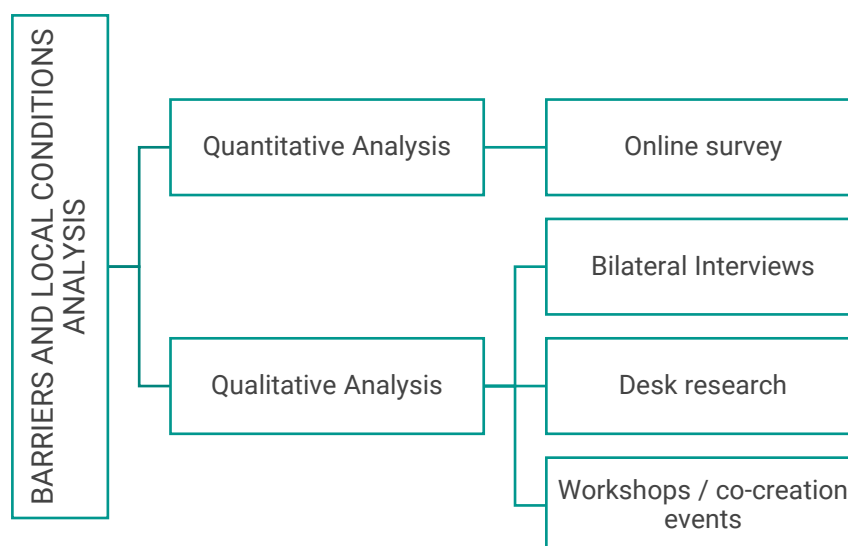 BARRIERS AND LOCAL CONDITIONS
ANALYSIS
Quantitative Analysis
Online survey
Qualitative Analysis
Bilateral Interviews
Desk research
Workshops / co-creation
events